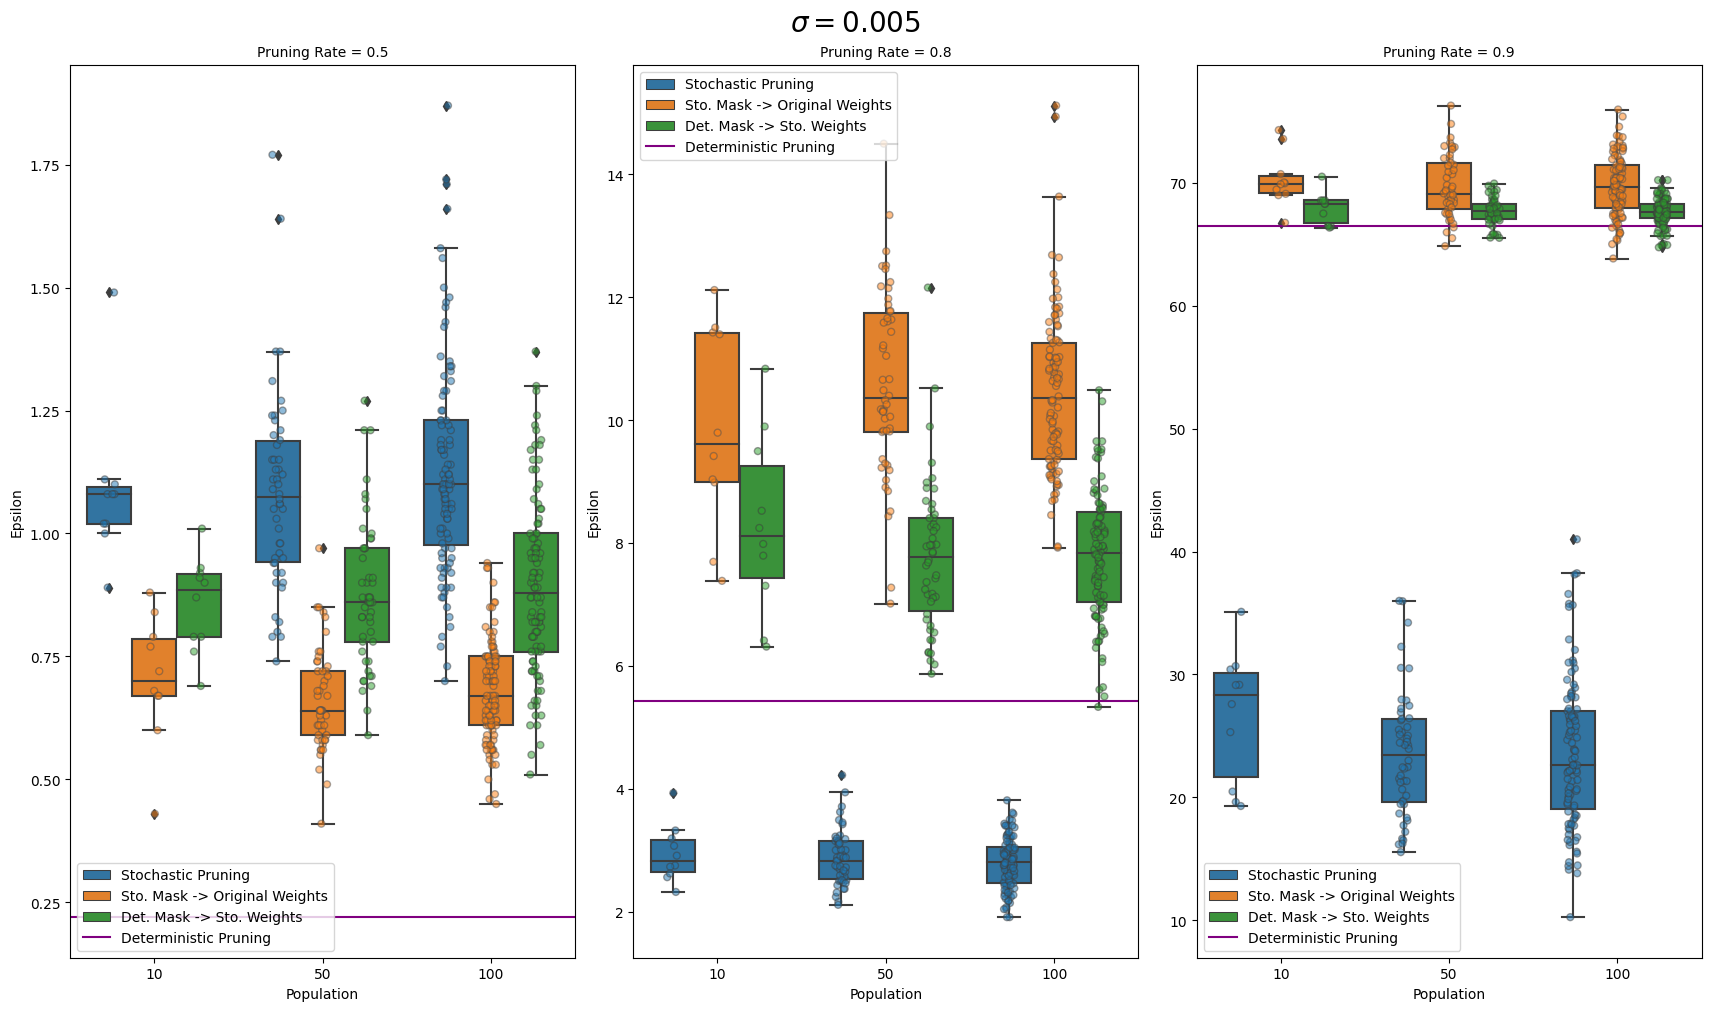 σ = 0.005
Pruning Rate = 0.5
Epsilon
1.75
1.50
1.25
1.00
0.75
0.50
0.25
Stochastic Pruning
Sto. Mask -> Original Weights
Det. Mask -> Sto. Weights
Deterministic Pruning
10 50 100
Population
Pruning Rate = 0.8
Epsilon
14
12
10
8
6
4
2
Stochastic Pruning
Sto. Mask -> Original Weights
Det. Mask -> Sto. Weights
Deterministic Pruning
10 50 100
Population
Pruning Rate = 0.9
Epsilon
70
60
50
40
30
20
10
Stochastic Pruning
Sto. Mask -> Original Weights
Det. Mask -> Sto. Weights
Deterministic Pruning
10 50 100
Population